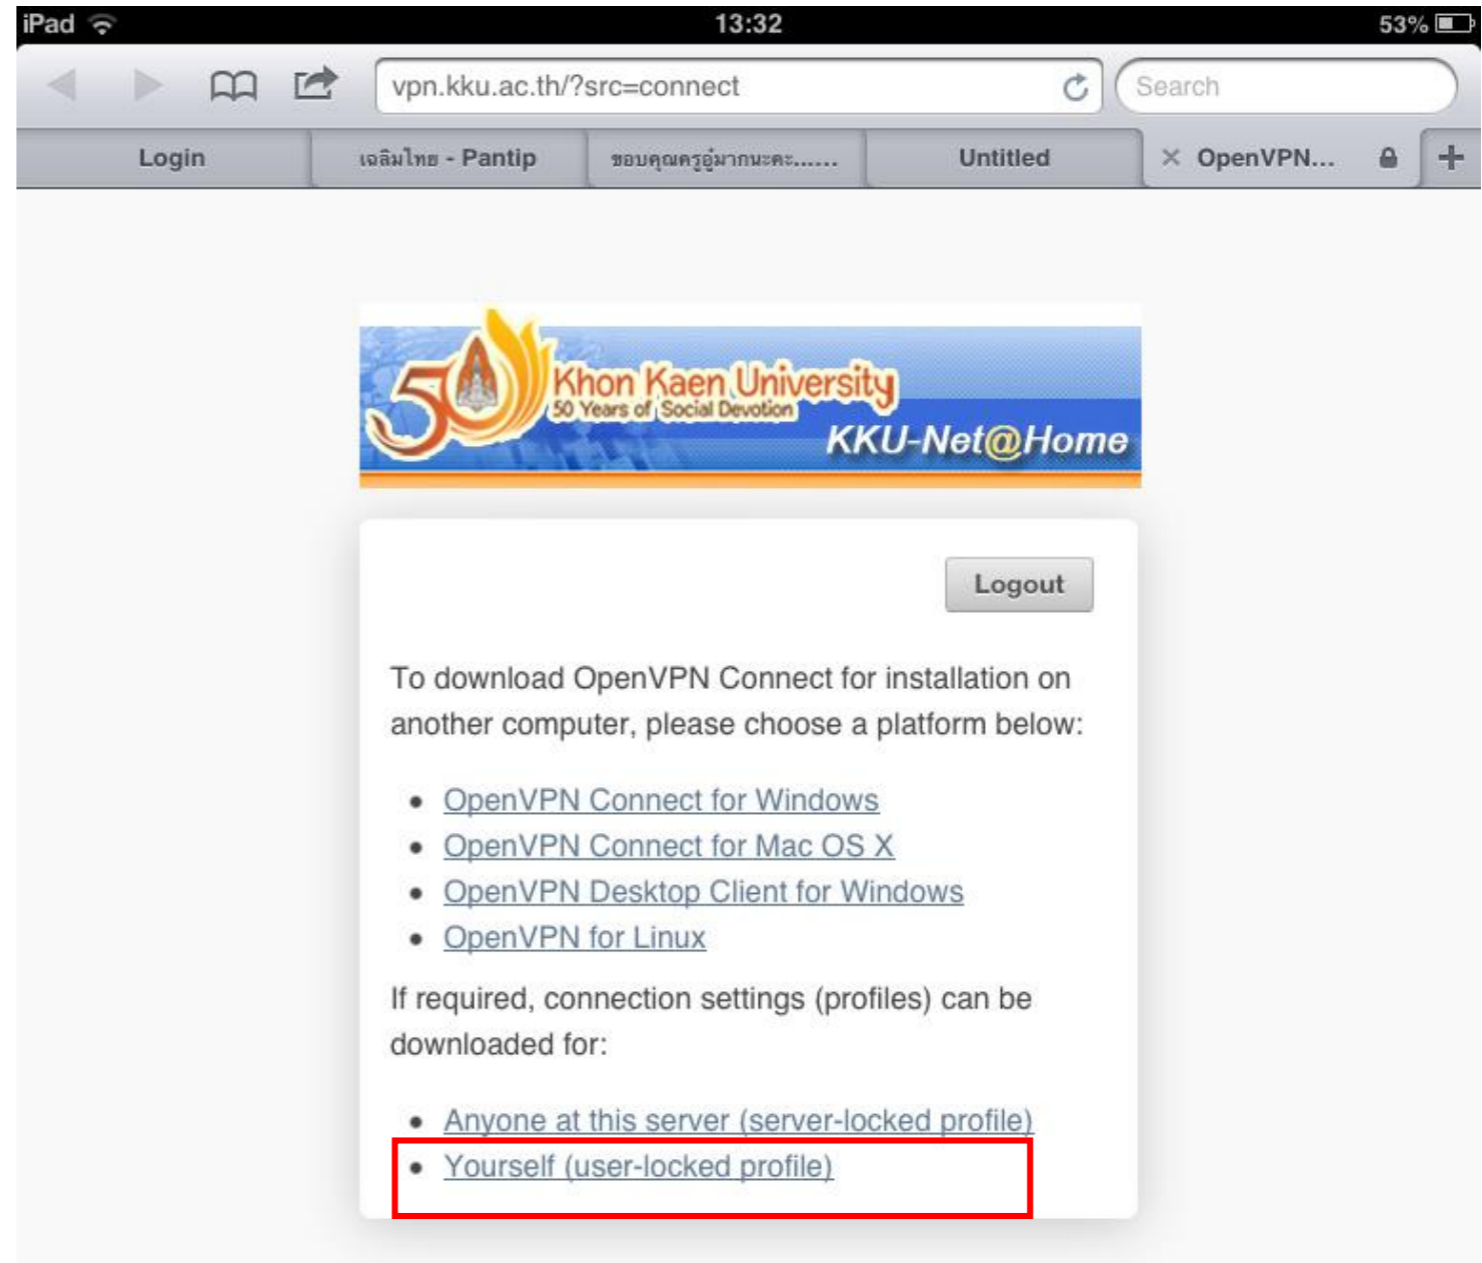 iPad 13:32 53%
vpn.kku.ac.th/?src=connect Search
Login เฉลิมไทย - Pantip ขอบคุณครูอู๋มากนะคะ...... Untitled OpenVPN...
50 Khon Kaen University
50 Years of Social Devotion
KKU-Net@Home
Logout
To download OpenVPN Connect for installation on
another computer, please choose a platform below:
• OpenVPN Connect for Windows
• OpenVPN Connect for Mac OS X
• OpenVPN Desktop Client for Windows
• OpenVPN for Linux
If required, connection settings (profiles) can be
downloaded for:
• Anyone at this server (server-locked profile)
• Yourself (user-locked profile)